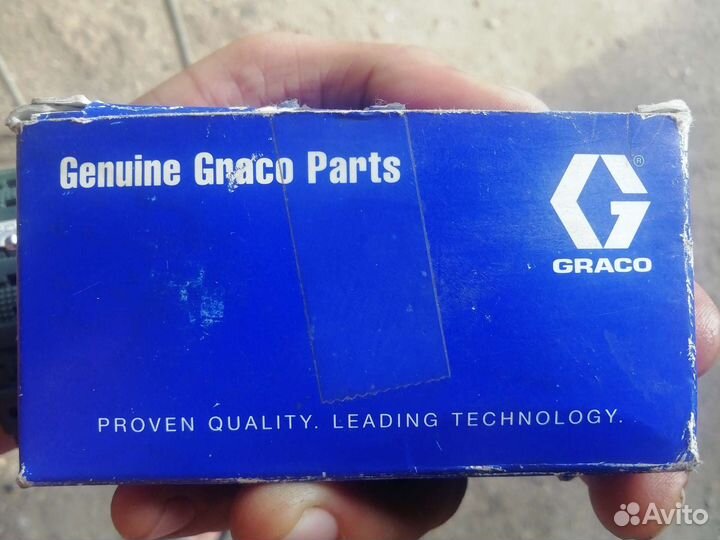 Genuine Graco Parts
®
GRACO
PROVEN QUALITY. LEADING TECHNOLOGY.
Avito